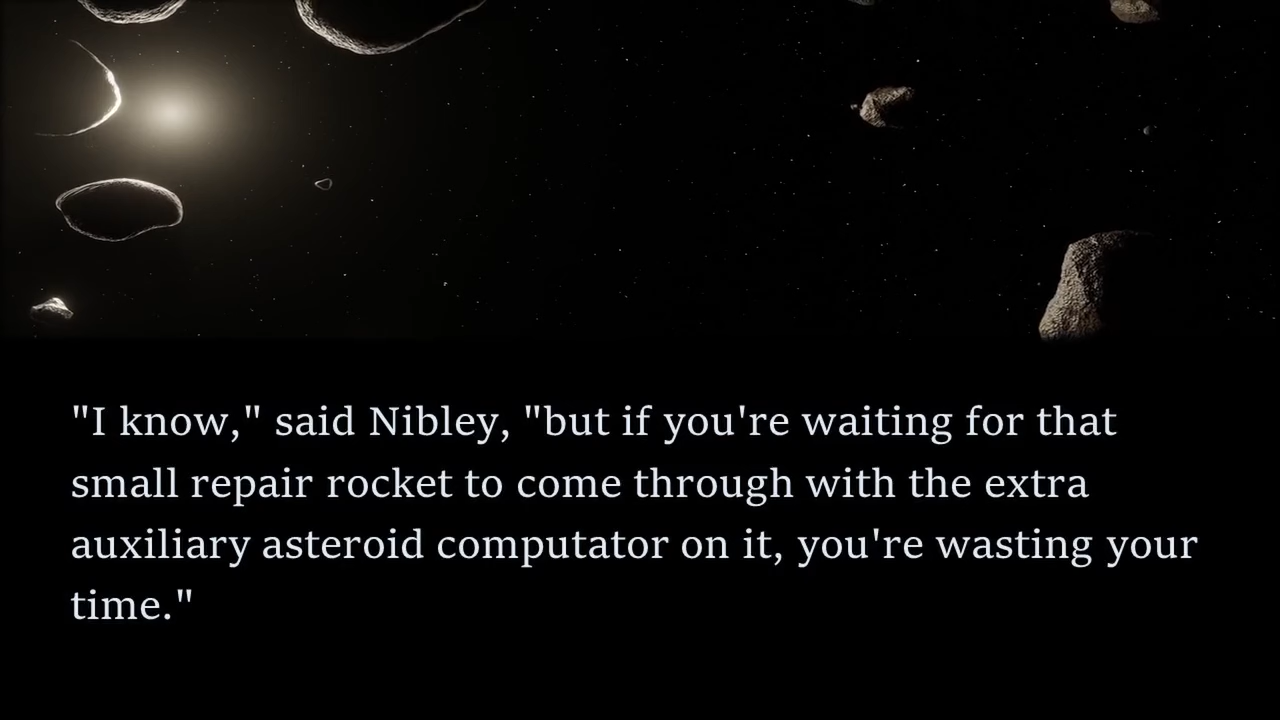 "I know," said Nibley, "but if you're waiting for that
small repair rocket to come through with the extra
auxiliary asteroid computator on it, you're wasting your
time."